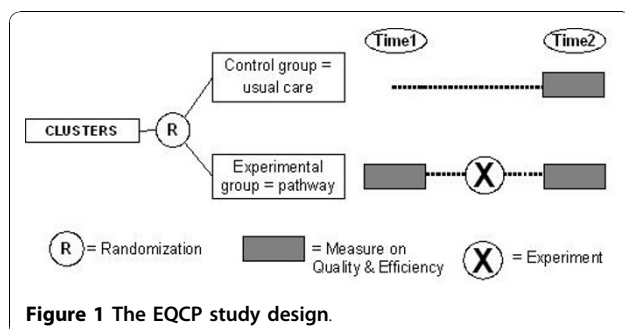 Time1
Time2
Control group =
usual care
CLUSTERS
R
Experimental
group = pathway
X
R = Randomization
= Measure on
Quality & Efficiency
X = Experiment
Figure 1 The EQCP study design.